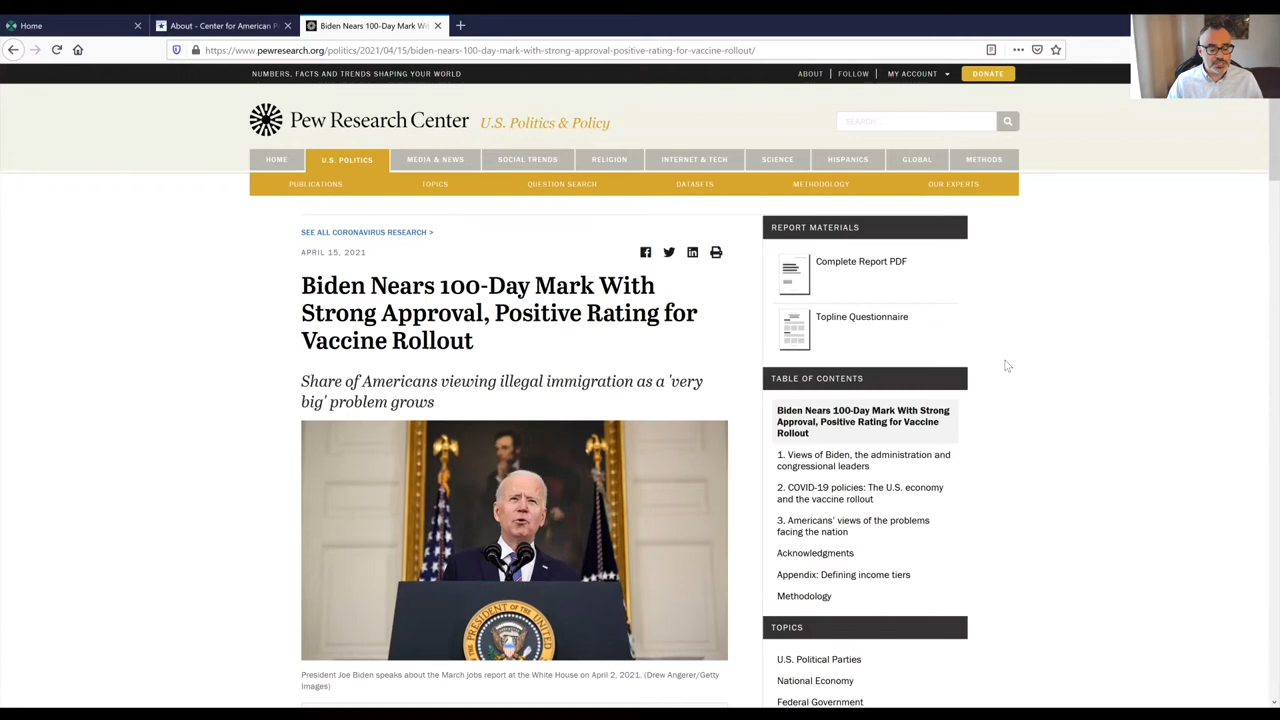 Home
About - Center for American P
Biden Nears 100-Day Mark Wit
https://www.pewresearch.org/politics/2021/04/15/biden-nears-100-day-mark-with-strong-approval-positive-rating-for-vaccine-rollout/
NUMBERS, FACTS AND TRENDS SHAPING YOUR WORLD
ABOUT FOLLOW MY ACCOUNT DONATE
Pew Research Center U.S. Politics & Policy
SEARCH...
HOME U.S. POLITICS MEDIA & NEWS SOCIAL TRENDS RELIGION INTERNET & TECH SCIENCE HISPANICS GLOBAL METHODS
PUBLICATIONS TOPICS QUESTION SEARCH DATASETS METHODOLOGY OUR EXPERTS
SEE ALL CORONAVIRUS RESEARCH >
APRIL 15, 2021
Biden Nears 100-Day Mark With
Strong Approval, Positive Rating for
Vaccine Rollout
Share of Americans viewing illegal immigration as a 'very
big' problem grows
PRESIDENT OF THE UNITED
President Joe Biden speaks about the March jobs report at the White House on April 2, 2021. (Drew Angerer/Getty
Images)
REPORT MATERIALS
Complete Report PDF
Topline Questionnaire
TABLE OF CONTENTS
Biden Nears 100-Day Mark With Strong
Approval, Positive Rating for Vaccine
Rollout
1. Views of Biden, the administration and
congressional leaders
2. COVID-19 policies: The U.S. economy
and the vaccine rollout
3. Americans' views of the problems
facing the nation
Acknowledgments
Appendix: Defining income tiers
Methodology
TOPICS
U.S. Political Parties
National Economy
Federal Government